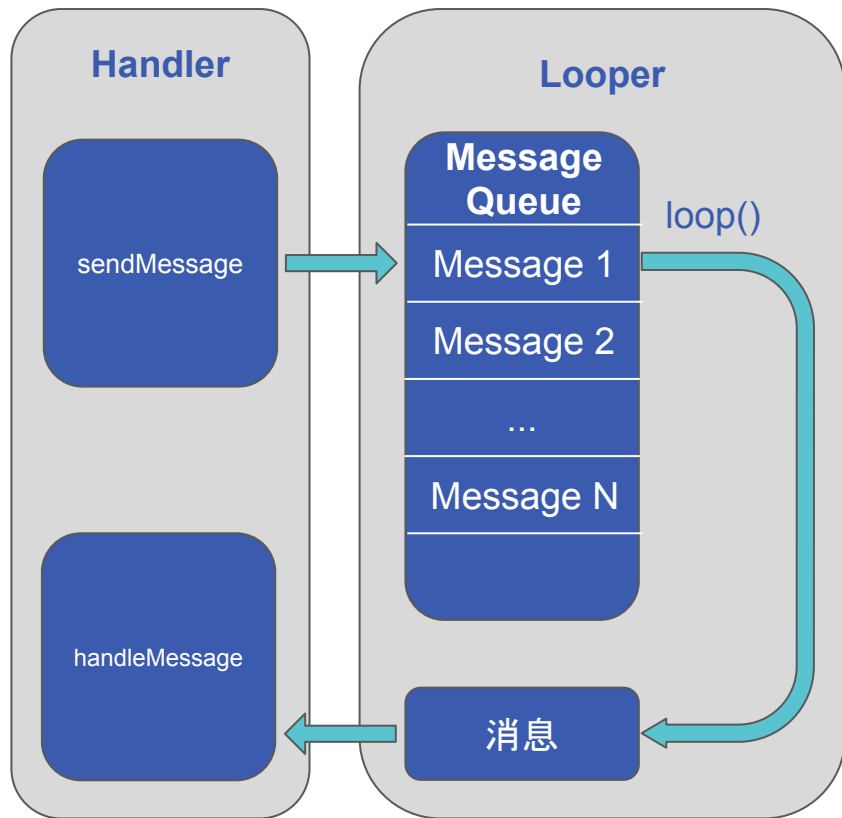 Handler
sendMessage
handleMessage
Looper
Message
Queue
Message 1
Message 2
...
Message N
loop()
消息